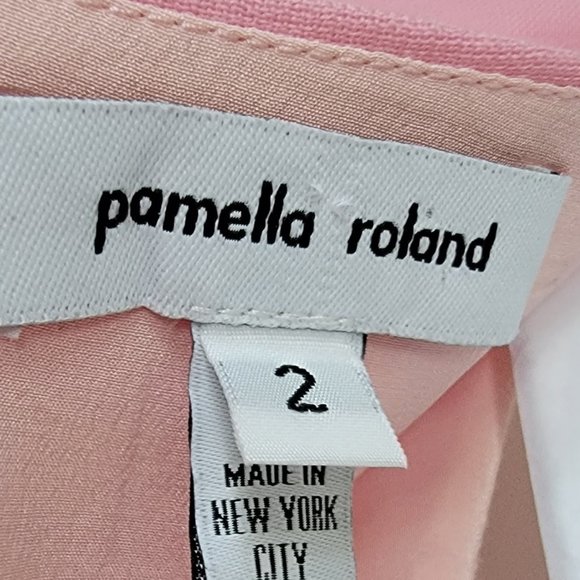 pamella roland
2
MADE IN
NEW YORK
CITY